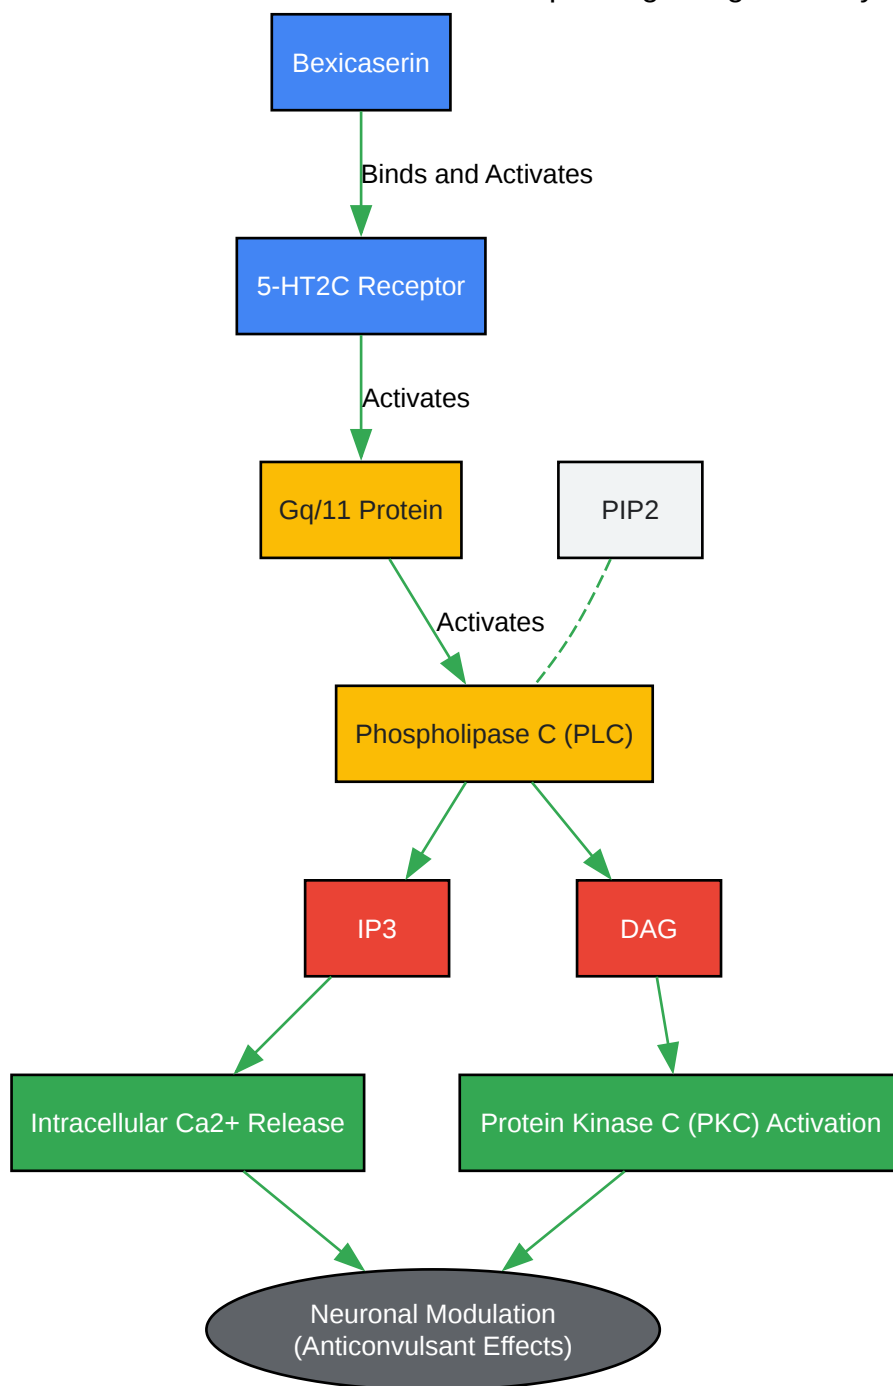 Bexicaserin
Binds and Activates
5-HT2C Receptor
Activates
Gq/11 Protein
PIP2
Activates
Phospholipase C (PLC)
IP3
DAG
Intracellular Ca2+ Release
Protein Kinase C (PKC) Activation
Neuronal Modulation
(Anticonvulsant Effects)